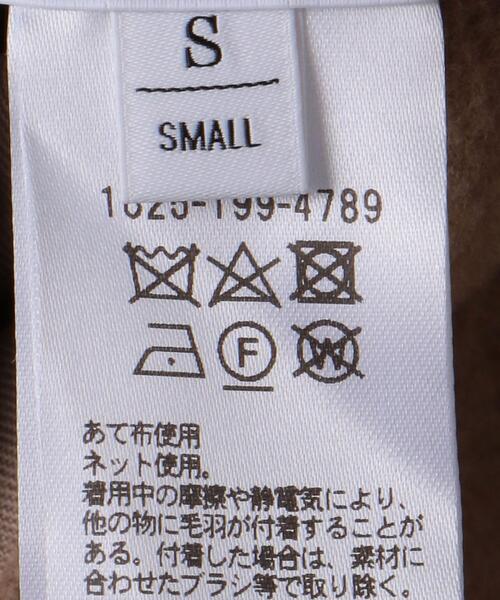 S
SMALL
1625-199-4789
F
W
あて布使用
ネット使用。
着用中の摩擦や静電気により、
他の物に毛羽が付着することが
ある。付着した場合は、素材に
合わせたブラシ等で取り除く。